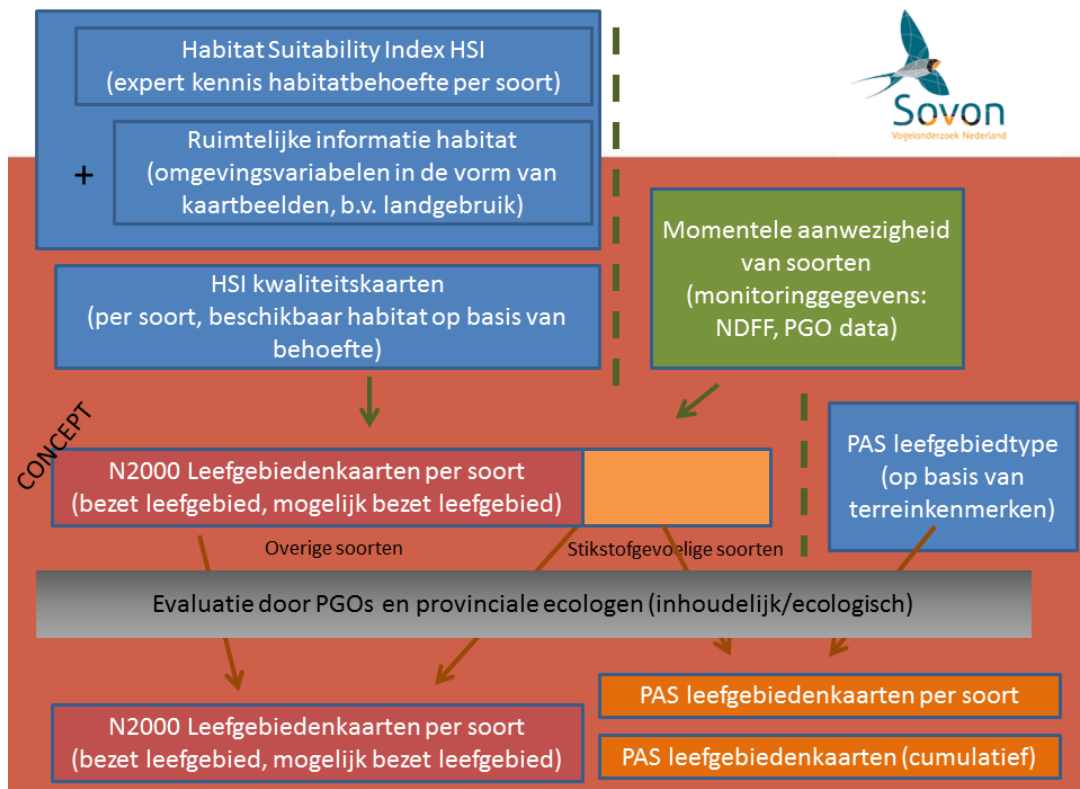 Habitat Suitability Index HSI
(expert kennis habitatbehoefte per soort)
+
Ruimtelijke informatie habitat
(omgevingsvariabelen in de vorm van
kaartbeelden, b.v. landgebruik)
Sovon
Vogelonderzoek Nederland
HSI kwaliteitskaarten
(per soort, beschikbaar habitat op basis van
behoefte)
Momentele aanwezigheid
van soorten
(monitoringgegevens:
NDFF, PGO data)
CONCEPT
N2000 Leefgebiedenkaarten per soort
(bezet leefgebied, mogelijk bezet leefgebied)
PAS leefgebiedtype
(op basis van
terreinkenmerken)
Overige soorten
Stikstofgevoelige soorten
Evaluatie door PGOs en provinciale ecologen (inhoudelijk/ecologisch)
N2000 Leefgebiedenkaarten per soort
(bezet leefgebied, mogelijk bezet leefgebied)
PAS leefgebiedenkaarten per soort
PAS leefgebiedenkaarten (cumulatief)